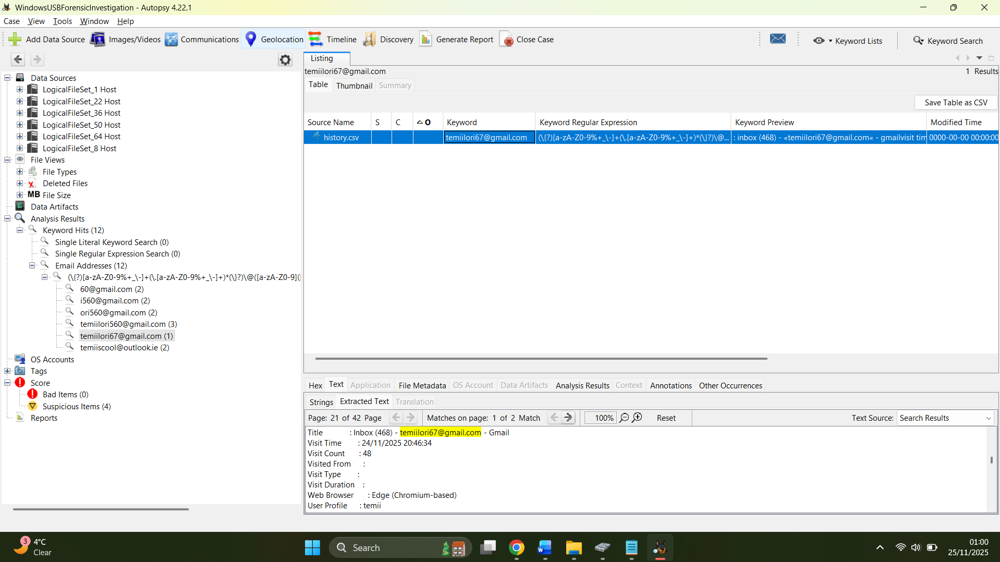 WindowsUSBForensicInvestigation - Autopsy 4.22.1
Case View Tools Window Help
Add Data Source Images/Videos Communications Geolocation Timeline Discovery Generate Report Close Case Keyword Lists Keyword Search
Listing
temiilori67@gmail.com 1 Results
Table Thumbnail Summary
Save Table as CSV
Source Name S C O Keyword Keyword Regular Expression Keyword Preview Modified Time
history.csv temiilori67@gmail.com (\{?)[a-zA-Z0-9%+_\-]+(\.[a-zA-Z0-9%+_\-]+)*(\}?)\@... : inbox (468) - «temiilori67@gmail.com« - gmailvisit tim 0000-00-00 00:00:00
Data Sources
LogicalFileSet_1 Host
LogicalFileSet_22 Host
LogicalFileSet_36 Host
LogicalFileSet_50 Host
LogicalFileSet_64 Host
LogicalFileSet_8 Host
File Views
File Types
Deleted Files
MB File Size
Data Artifacts
Analysis Results
Keyword Hits (12)
Single Literal Keyword Search (0)
Single Regular Expression Search (0)
Email Addresses (12)
(\{?)[a-zA-Z0-9%+_\-]+(\.[a-zA-Z0-9%+_\-]+)*(\}?)\@([a-zA-Z0-9]([
60@gmail.com (2)
i560@gmail.com (2)
ori560@gmail.com (2)
temiilori560@gmail.com (3)
temiilori67@gmail.com (1)
temiiscool@outlook.ie (2)
OS Accounts
Tags
Score
Bad Items (0)
Suspicious Items (4)
Reports
Hex Text Application File Metadata OS Account Data Artifacts Analysis Results Context Annotations Other Occurrences
Strings Extracted Text Translation
Page: 21 of 42 Page Matches on page: 1 of 2 Match 100% Reset Text Source: Search Results
Title : Inbox (468) - temiilori67@gmail.com - Gmail
Visit Time : 24/11/2025 20:46:34
Visit Count : 48
Visited From :
Visit Type :
Visit Duration :
Web Browser : Edge (Chromium-based)
User Profile : temii
3 4°C
Clear
Search
01:00
25/11/2025